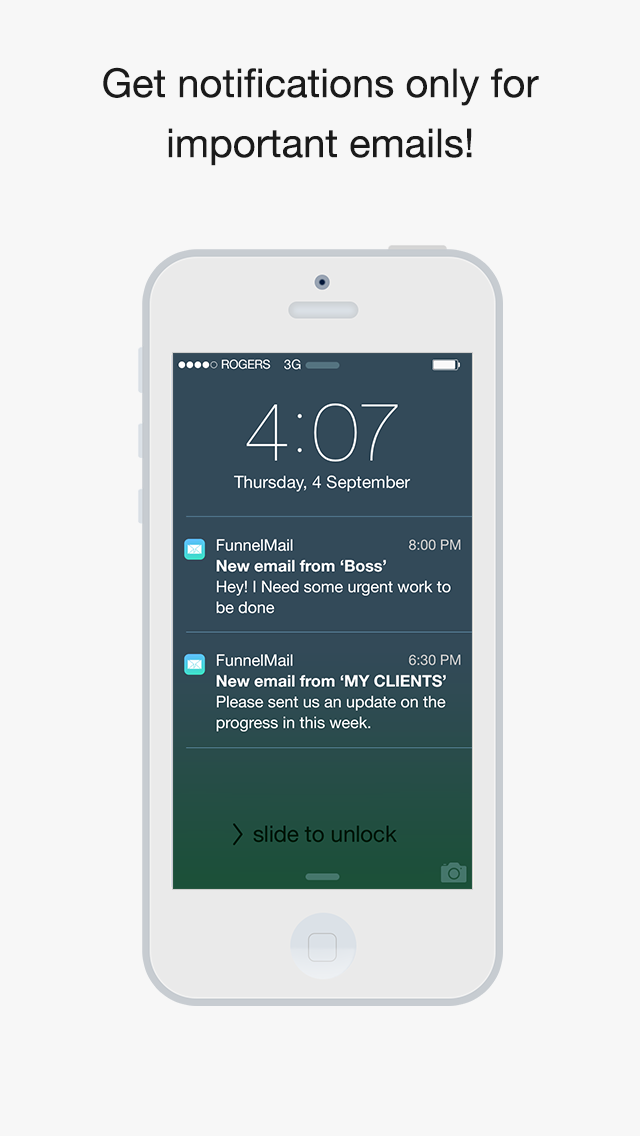 Get notifications only for
important emails!
ROGERS 3G
4:07
Thursday, 4 September
FunnelMail 8:00 PM
New email from ‘Boss’
Hey! I Need some urgent work to
be done
FunnelMail 6:30 PM
New email from ‘MY CLIENTS’
Please sent us an update on the
progress in this week.
slide to unlock